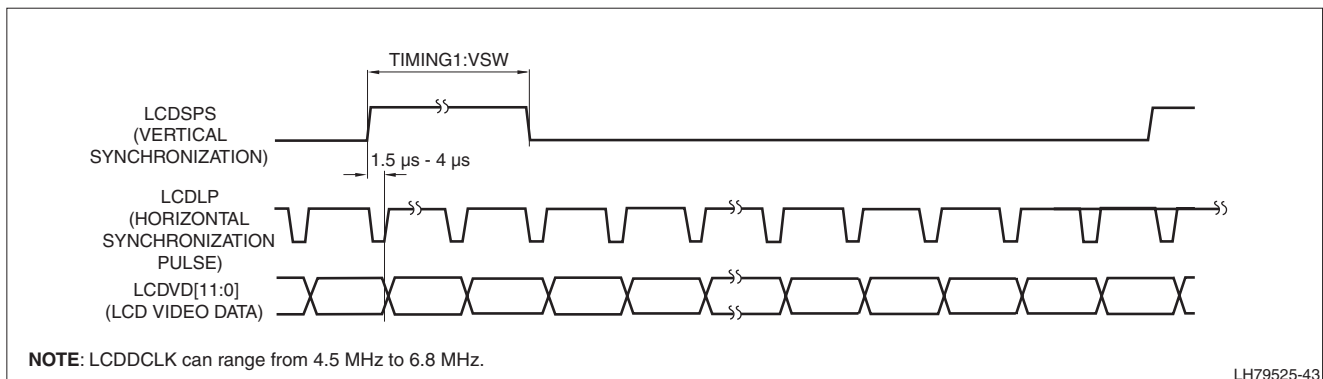 TIMING1:VSW
LCDSPS
(VERTICAL
SYNCHRONIZATION)
1.5 µs - 4 µs
LCDLP
(HORIZONTAL
SYNCHRONIZATION
PULSE)
LCDVD[11:0]
(LCD VIDEO DATA)
NOTE: LCDDCLK can range from 4.5 MHz to 6.8 MHz.
LH79525-43